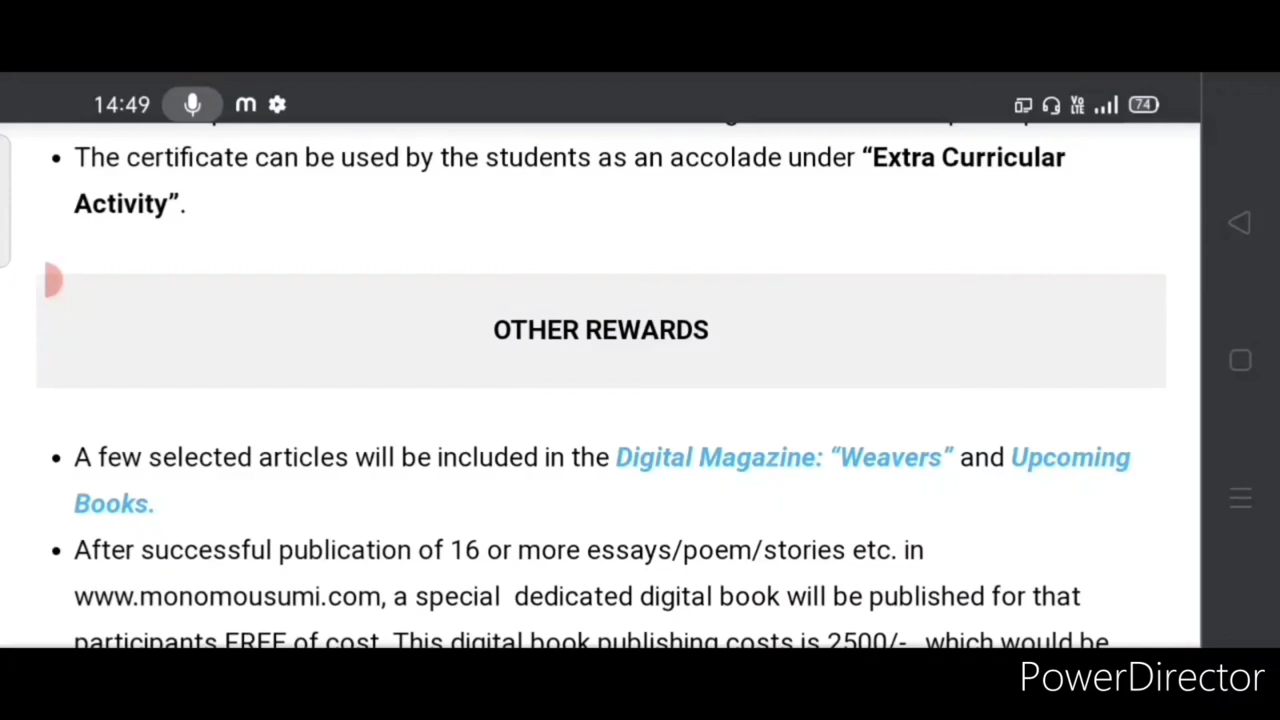 14:49 m Vo LTE 74
• The certificate can be used by the students as an accolade under “Extra Curricular
Activity”.
OTHER REWARDS
• A few selected articles will be included in the Digital Magazine: “Weavers” and Upcoming
Books.
• After successful publication of 16 or more essays/poem/stories etc. in
www.monomousumi.com, a special dedicated digital book will be published for that
participants FREE of cost. This digital book publishing costs is 2500/- which would be
PowerDirector